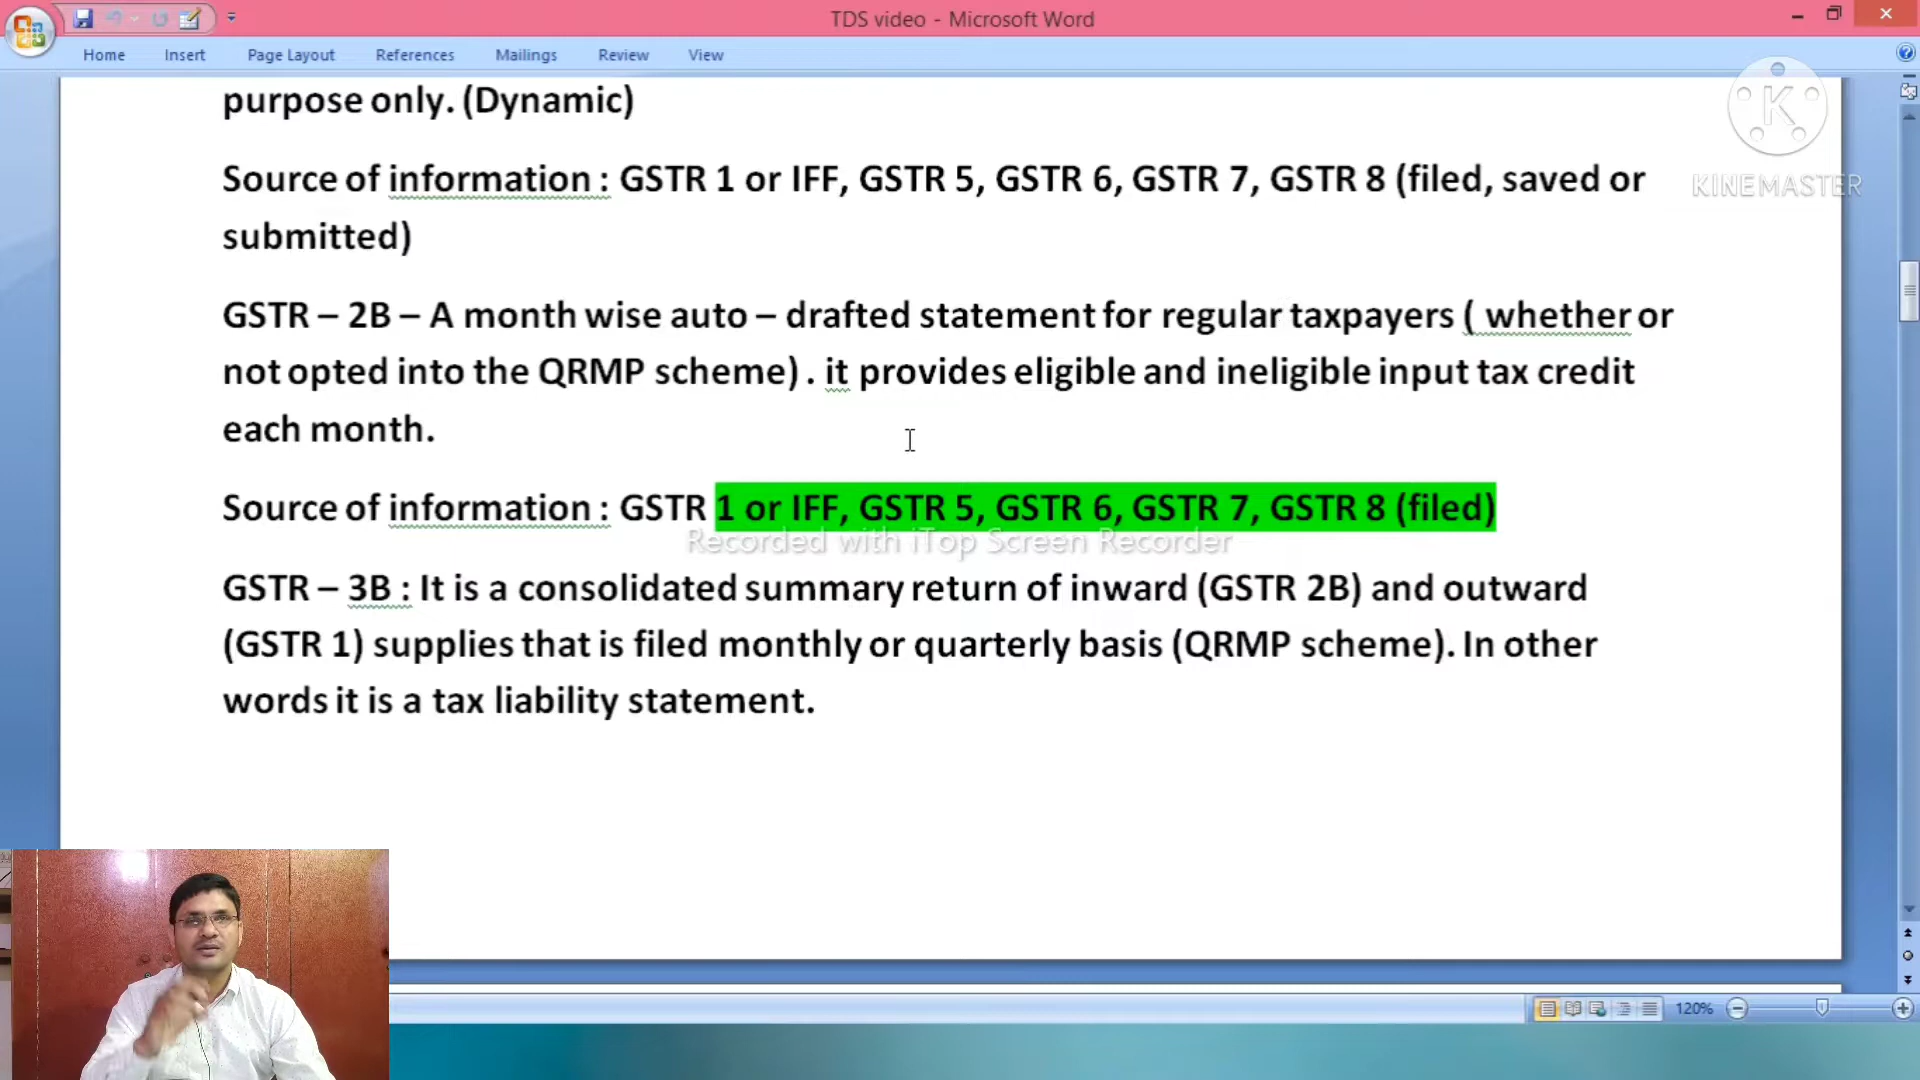 TDS video - Microsoft Word
Home Insert Page Layout References Mailings Review View
purpose only. (Dynamic)
K
KINEMASTER
Source of information : GSTR 1 or IFF, GSTR 5, GSTR 6, GSTR 7, GSTR 8 (filed, saved or
submitted)
GSTR – 2B – A month wise auto – drafted statement for regular taxpayers ( whether or
not opted into the QRMP scheme) . it provides eligible and ineligible input tax credit
each month.
Source of information : GSTR 1 or IFF, GSTR 5, GSTR 6, GSTR 7, GSTR 8 (filed)
Recorded with iTop Screen Recorder
GSTR – 3B : It is a consolidated summary return of inward (GSTR 2B) and outward
(GSTR 1) supplies that is filed monthly or quarterly basis (QRMP scheme). In other
words it is a tax liability statement.
120%